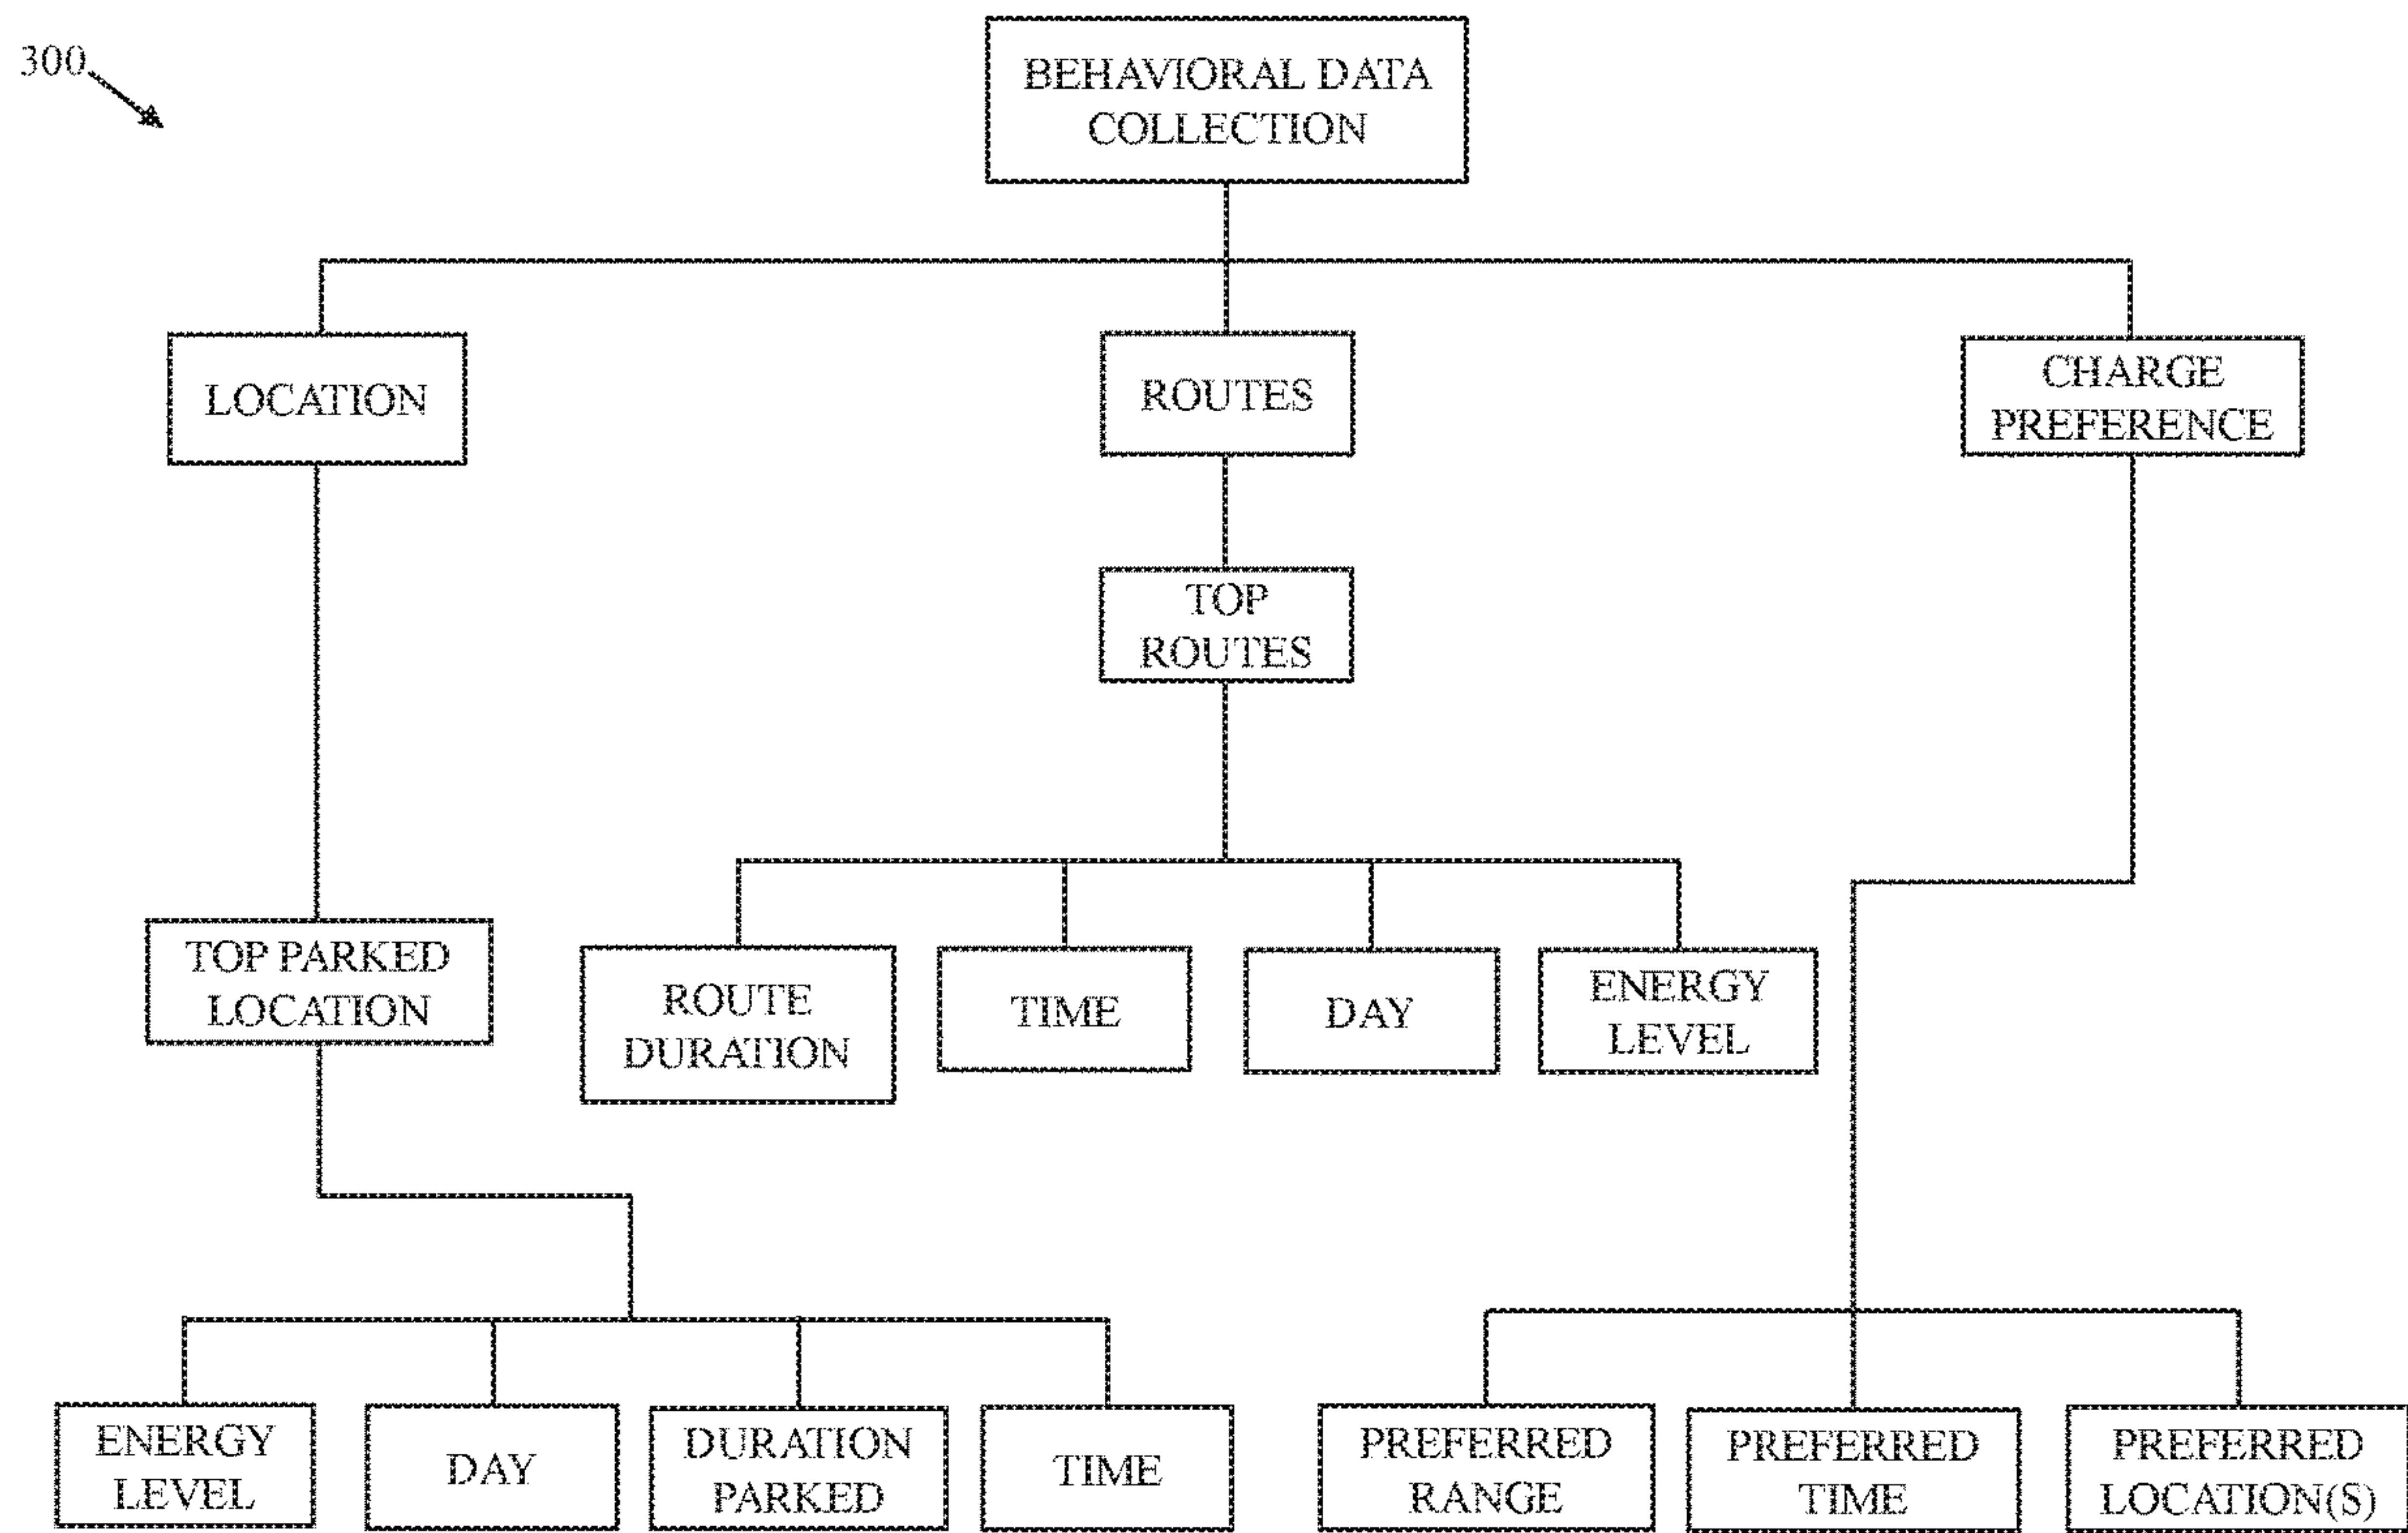 300
BEHAVIORAL DATA
COLLECTION
LOCATION
ROUTES
CHARGE
PREFERENCE
TOP
ROUTES
TOP PARKED
LOCATION
ROUTE
DURATION
TIME
DAY
ENERGY
LEVEL
ENERGY
LEVEL
DAY
DURATION
PARKED
TIME
PREFERRED
RANGE
PREFERRED
TIME
PREFERRED
LOCATION(S)